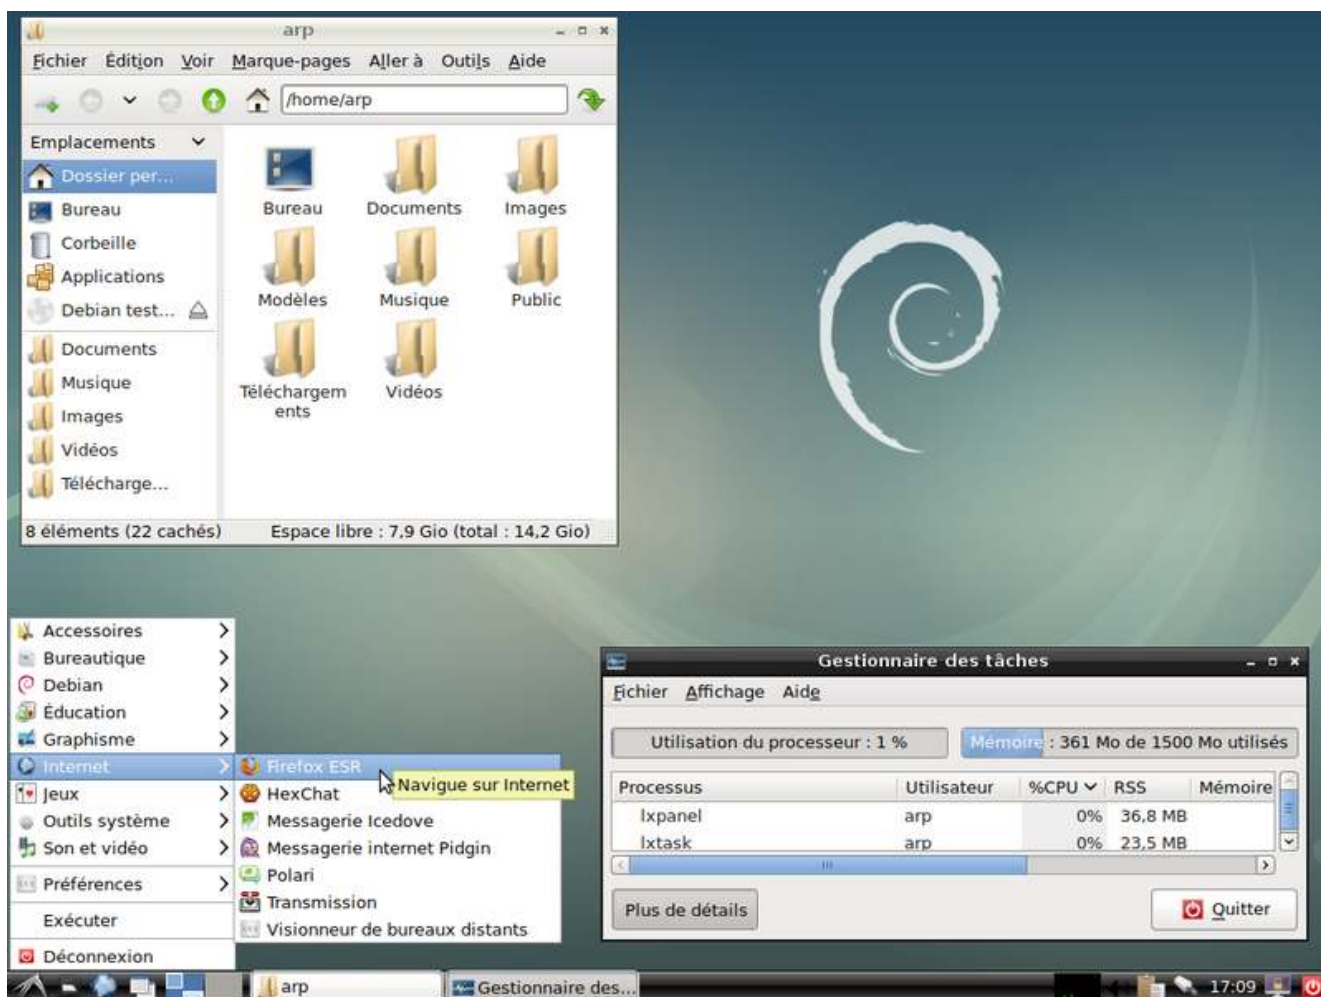 arp
Fichier Édition Voir Marque-pages Aller à Outils Aide
/home/arp
Emplacements
Dossier per...
Bureau
Corbeille
Applications
Debian test...
Documents
Musique
Images
Vidéos
Télécharge...
Bureau Documents Images
Modèles Musique Public
Téléchargem
ents
Vidéos
8 éléments (22 cachés) Espace libre : 7,9 Gio (total : 14,2 Gio)
Accessoires
Bureautique
Debian
Éducation
Graphisme
Internet
Jeux
Outils système
Son et vidéo
Préférences
Exécuter
Déconnexion
Firefox ESR
Navigue sur Internet
HexChat
Messagerie Icedove
Messagerie internet Pidgin
Polari
Transmission
Visionneur de bureaux distants
Gestionnaire des tâches
Fichier Affichage Aide
Utilisation du processeur : 1 % Mémoire : 361 Mo de 1500 Mo utilisés
Processus Utilisateur %CPU RSS Mémoire
lxpanel arp 0% 36,8 MB
lxtask arp 0% 23,5 MB
Plus de détails Quitter
arp Gestionnaire des... 17:09